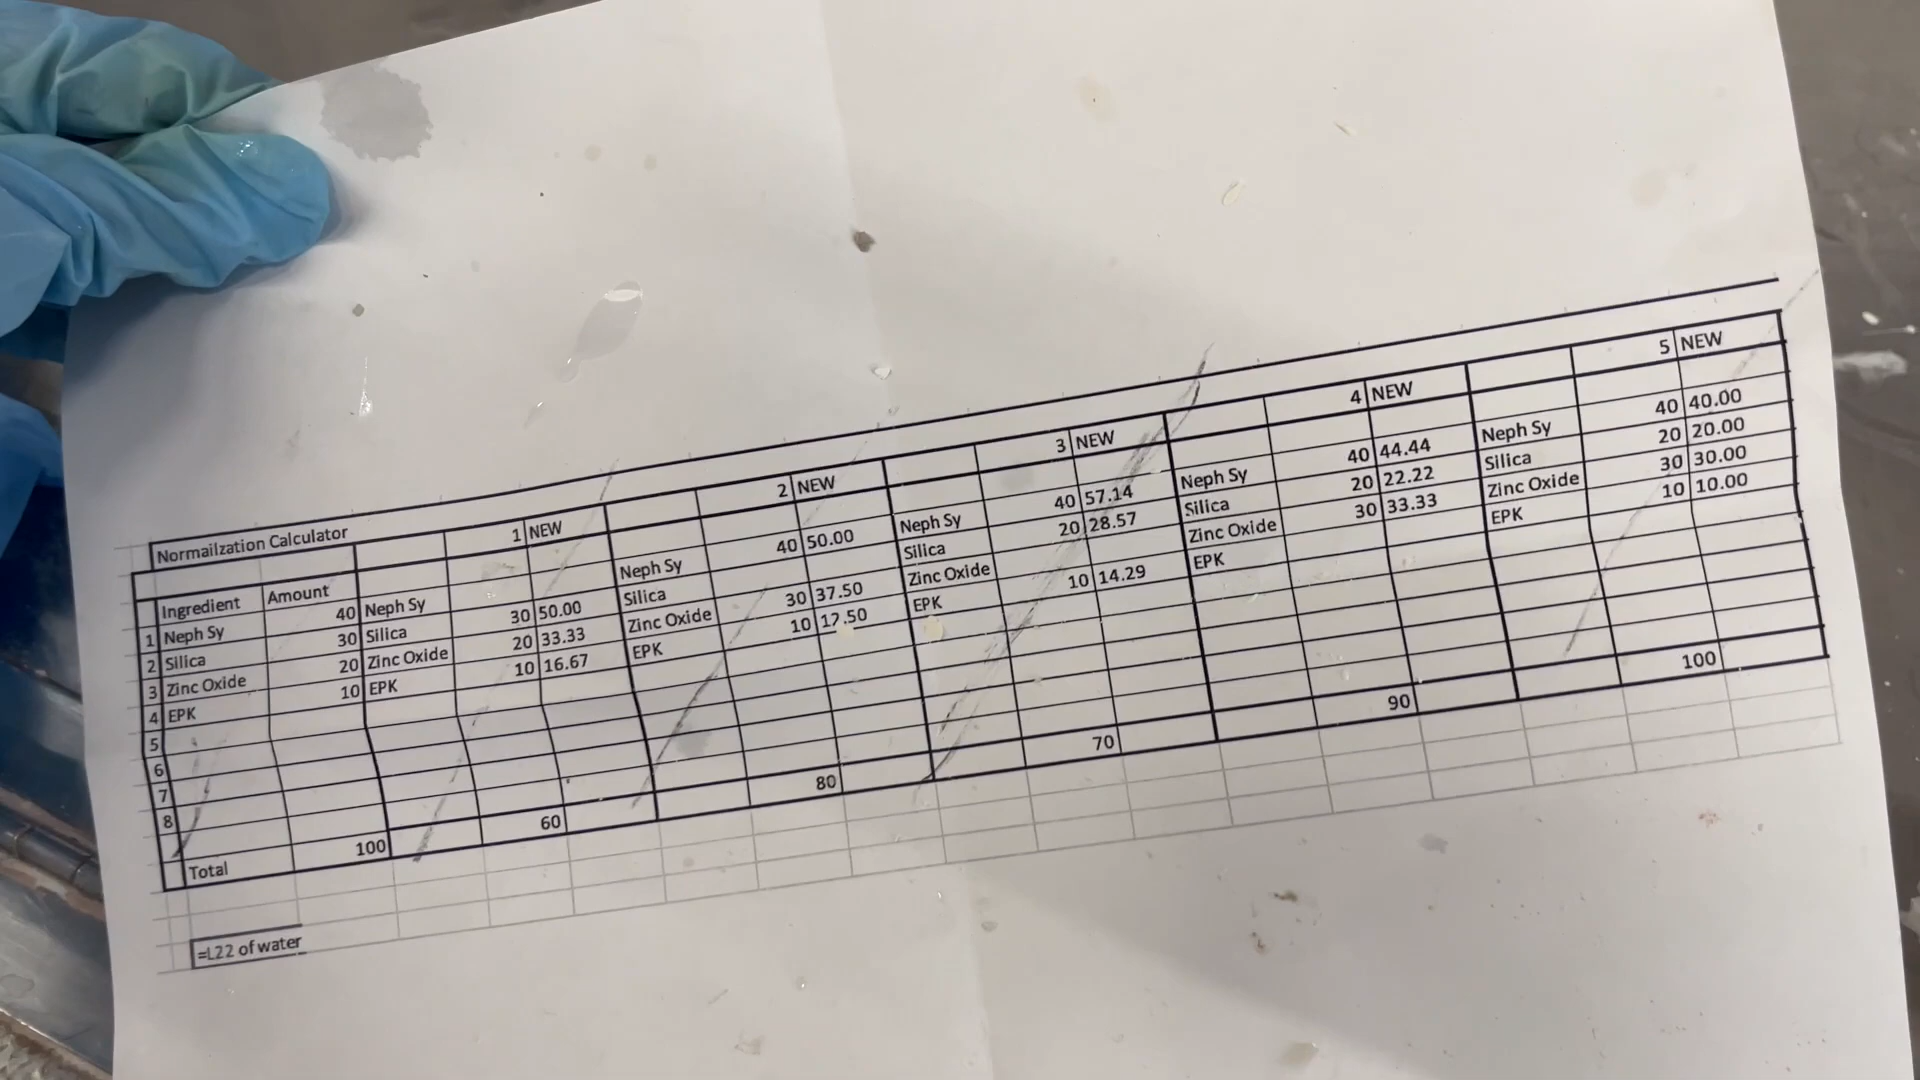 Normailzation Calculator
1 NEW 2 NEW 3 NEW 4 NEW 5 NEW
Ingredient Amount
1 Neph Sy 40 Neph Sy Neph Sy 40 50.00 Neph Sy 40 57.14 Neph Sy 40 44.44 Neph Sy 40 40.00
2 Silica 30 Silica 30 50.00 Silica Silica 20 28.57 Silica 20 22.22 Silica 20 20.00
3 Zinc Oxide 20 Zinc Oxide 20 33.33 Zinc Oxide 30 37.50 Zinc Oxide Zinc Oxide 30 33.33 Zinc Oxide 30 30.00
4 EPK 10 EPK 10 16.67 EPK 10 12.50 EPK 10 14.29 EPK EPK 10 10.00
5
6
7
8
Total 100 60 80 70 90 100
=L22 of water